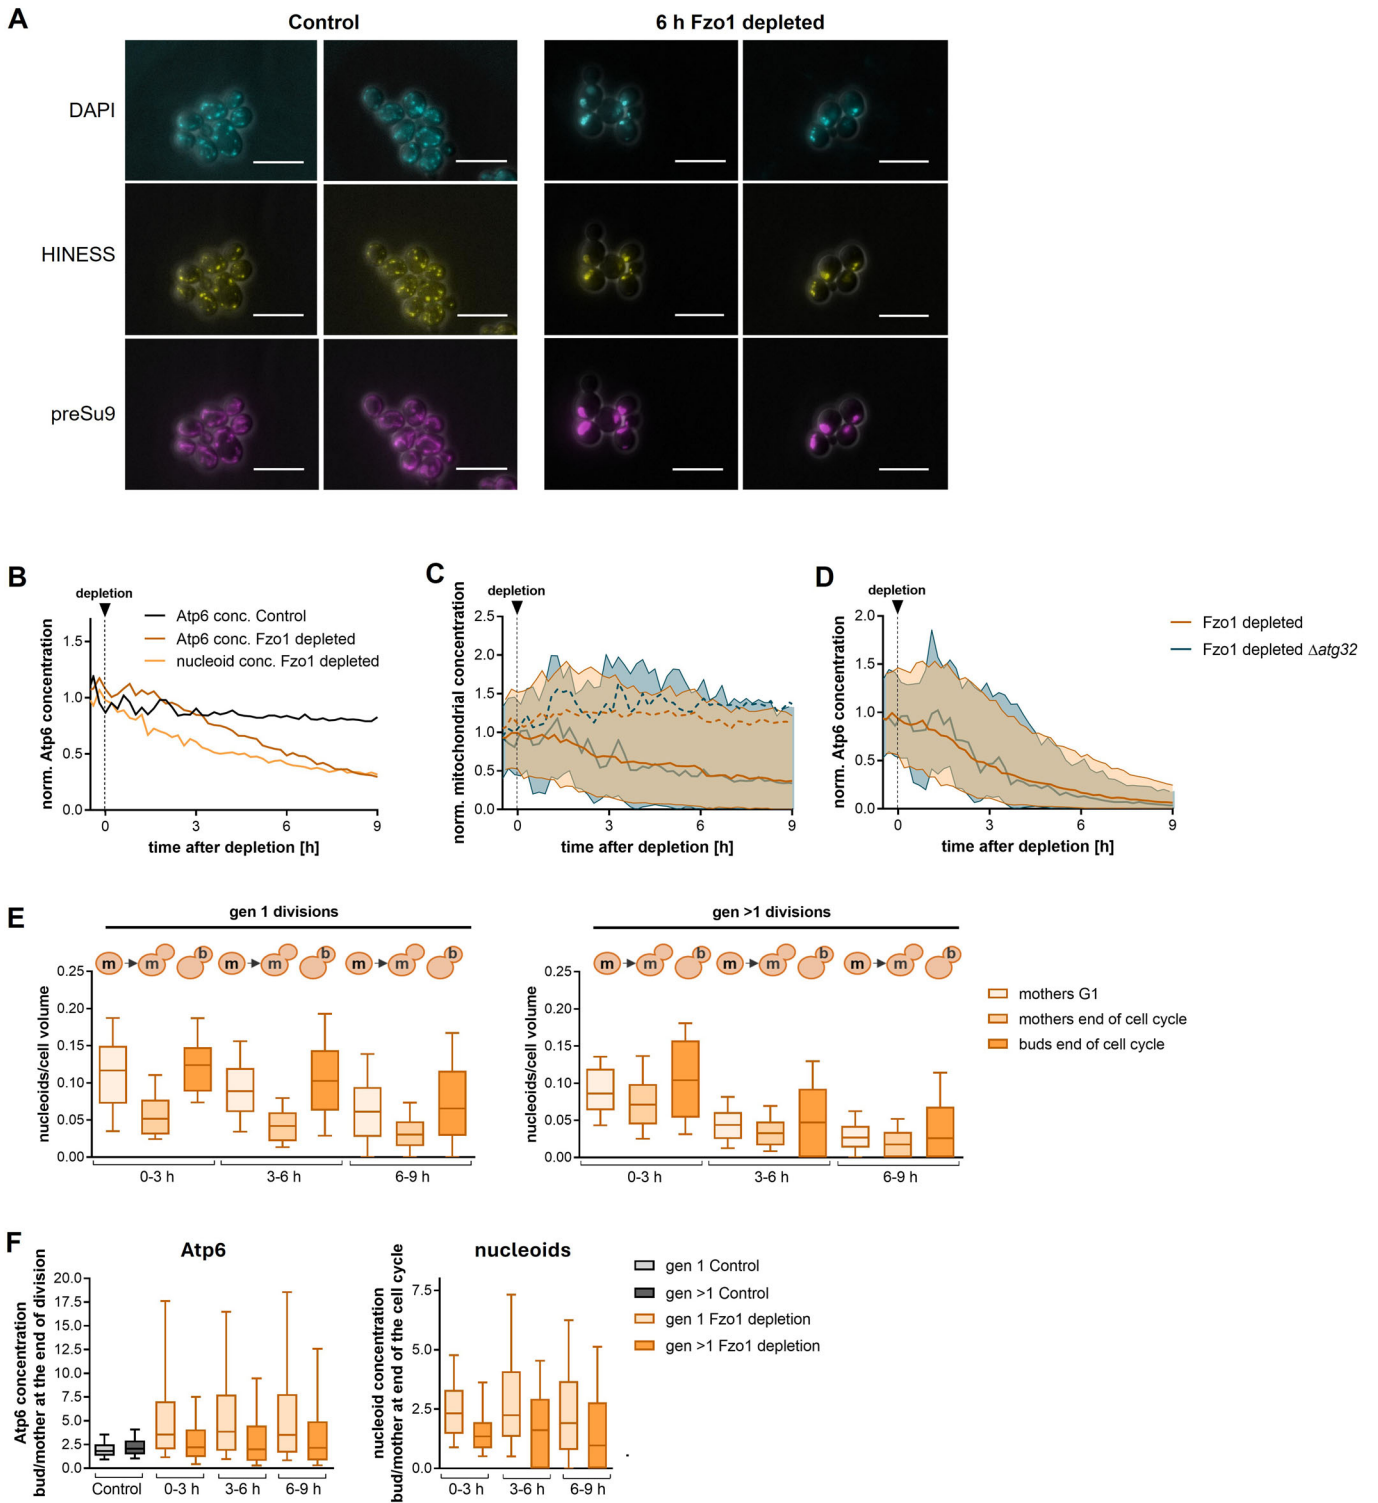 A
Control
6 h Fzo1 depleted
DAPI
HINESS
preSu9
B
depletion
Atp6 conc. Control
Atp6 conc. Fzo1 depleted
nucleoid conc. Fzo1 depleted
norm. Atp6 concentration
1.5
1.0
0.5
0.0
0 3 6 9
time after depletion [h]
C
depletion
norm. mitochondrial concentration
2.5
2.0
1.5
1.0
0.5
0.0
0 3 6 9
time after depletion [h]
D
depletion
norm. Atp6 concentration
2.0
1.5
1.0
0.5
0.0
0 3 6 9
time after depletion [h]
Fzo1 depleted
Fzo1 depleted Δatg32
E
gen 1 divisions
m m b m m b m m b
nucleoids/cell volume
0.25
0.20
0.15
0.10
0.05
0.00
0-3 h 3-6 h 6-9 h
gen >1 divisions
m m b m m b m m b
nucleoids/cell volume
0.25
0.20
0.15
0.10
0.05
0.00
0-3 h 3-6 h 6-9 h
mothers G1
mothers end of cell cycle
buds end of cell cycle
F
Atp6
Atp6 concentration
bud/mother at the end of division
20.0
17.5
15.0
12.5
10.0
7.5
5.0
2.5
0.0
Control 0-3 h 3-6 h 6-9 h
nucleoids
nucleoid concentration
bud/mother at end of the cell cycle
7.5
5.0
2.5
0.0
0-3 h 3-6 h 6-9 h
gen 1 Control
gen >1 Control
gen 1 Fzo1 depletion
gen >1 Fzo1 depletion